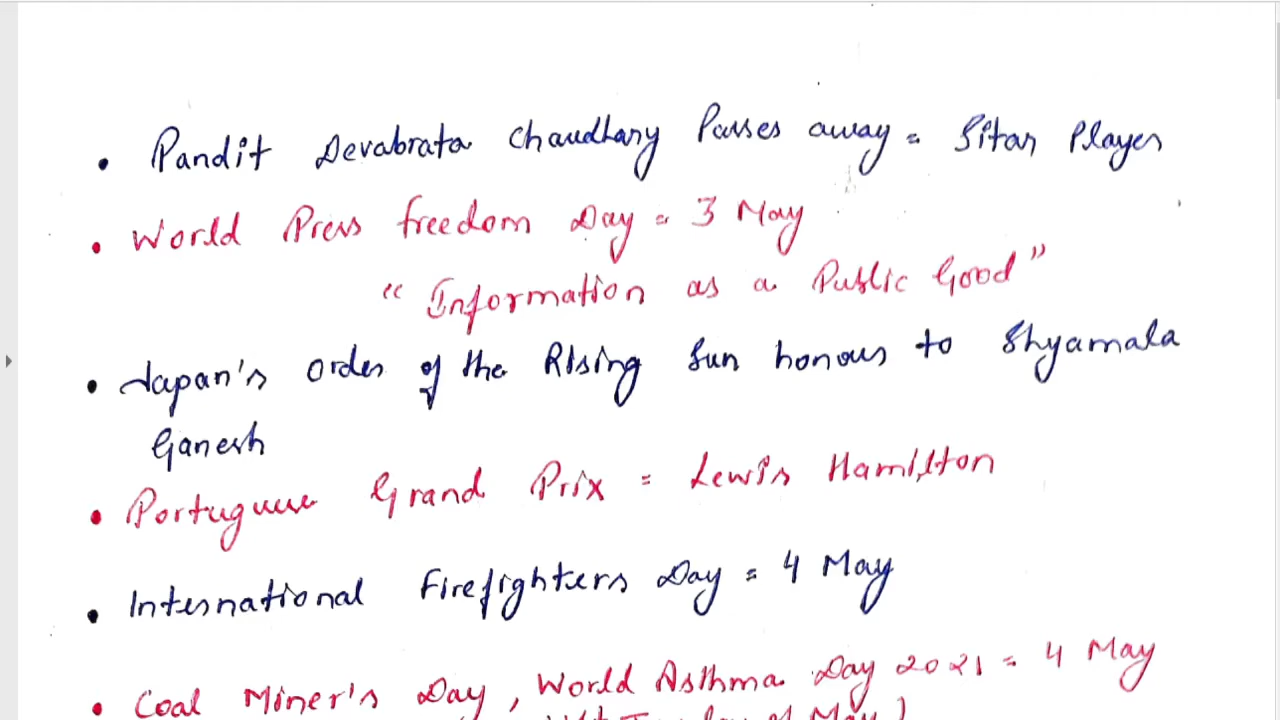 • Pandit Devabrata Chaudhary Passes away = Sitar Player
• World Press freedom Day = 3 May
“Information as a Public Good”
• Japan's Order of the Rising Sun honour to Shyamala
Ganesh
• Portuguese Grand Prix = Lewis Hamilton
• International Firefighters Day = 4 May
• Coal Miner's Day, World Asthma Day 2021 = 4 May
of May)